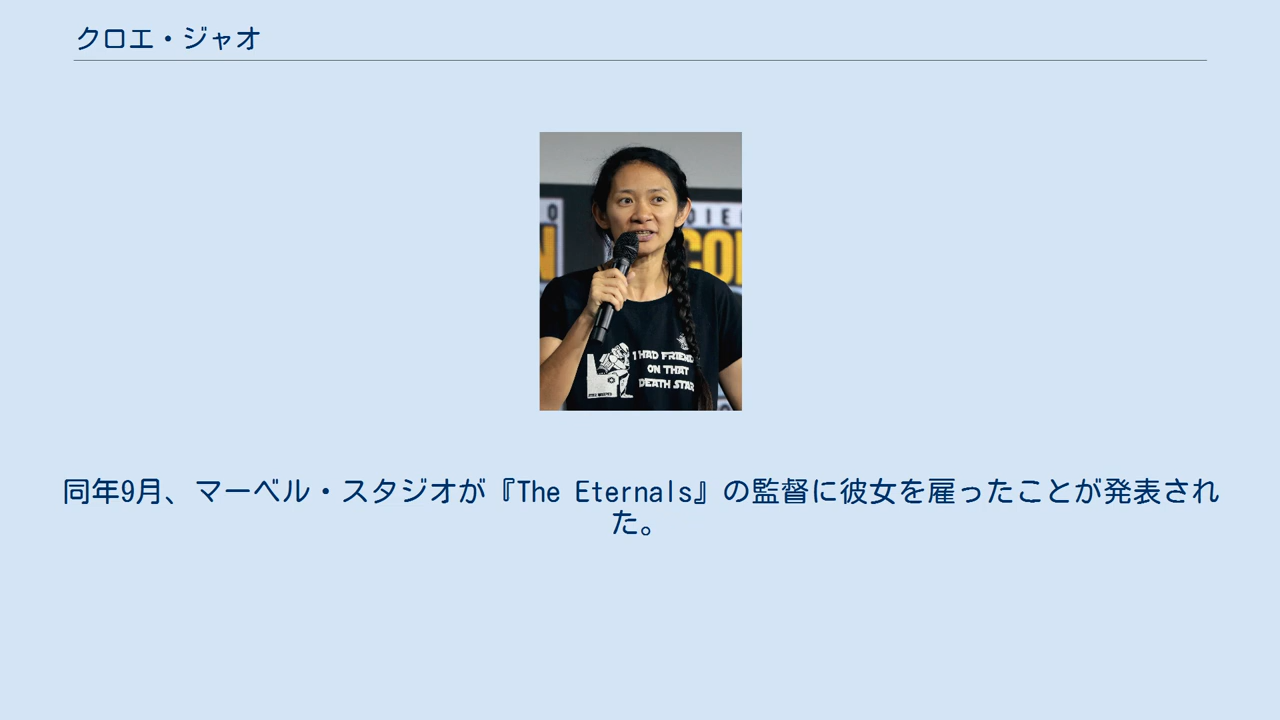 クロエ・ジャオ
O
DIE
N
CON
I HAD FRIENDS
ON THAT
DEATH STAR
同年9月、マーベル・スタジオが『The Eternals』の監督に彼女を雇ったことが発表され
た。